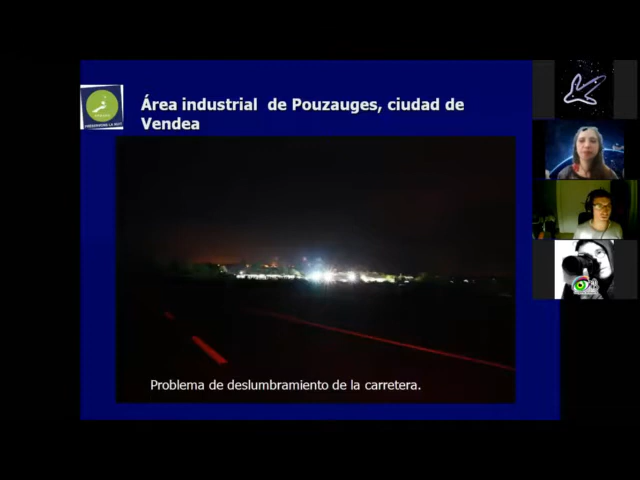 Área industrial de Pouzauges, ciudad de
Vendea
Problema de deslumbramiento de la carretera.